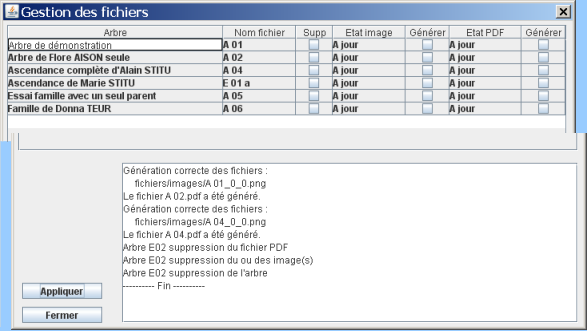 Gestion des fichiers
Arbre Nom fichier Supp Etat image Générer Etat PDF Générer
Arbre de démonstration A 01 A jour A jour
Arbre de Flore AISON seule A 02 A jour A jour
Ascendance complète d'Alain STITU A 04 A jour A jour
Ascendance de Marie STITU E 01 a A jour A jour
Essai famille avec un seul parent A 05 A jour A jour
Famille de Donna TEUR A 06 A jour A jour
Génération correcte des fichiers :
fichiers/images/A 01_0_0.png
Le fichier A 02.pdf a été généré.
Génération correcte des fichiers :
fichiers/images/A 04_0_0.png
Le fichier A 04.pdf a été généré.
Arbre E02 suppression du fichier PDF
Arbre E02 suppression du ou des image(s)
Arbre E02 suppression de l'arbre
---------- Fin ----------
Appliquer
Fermer